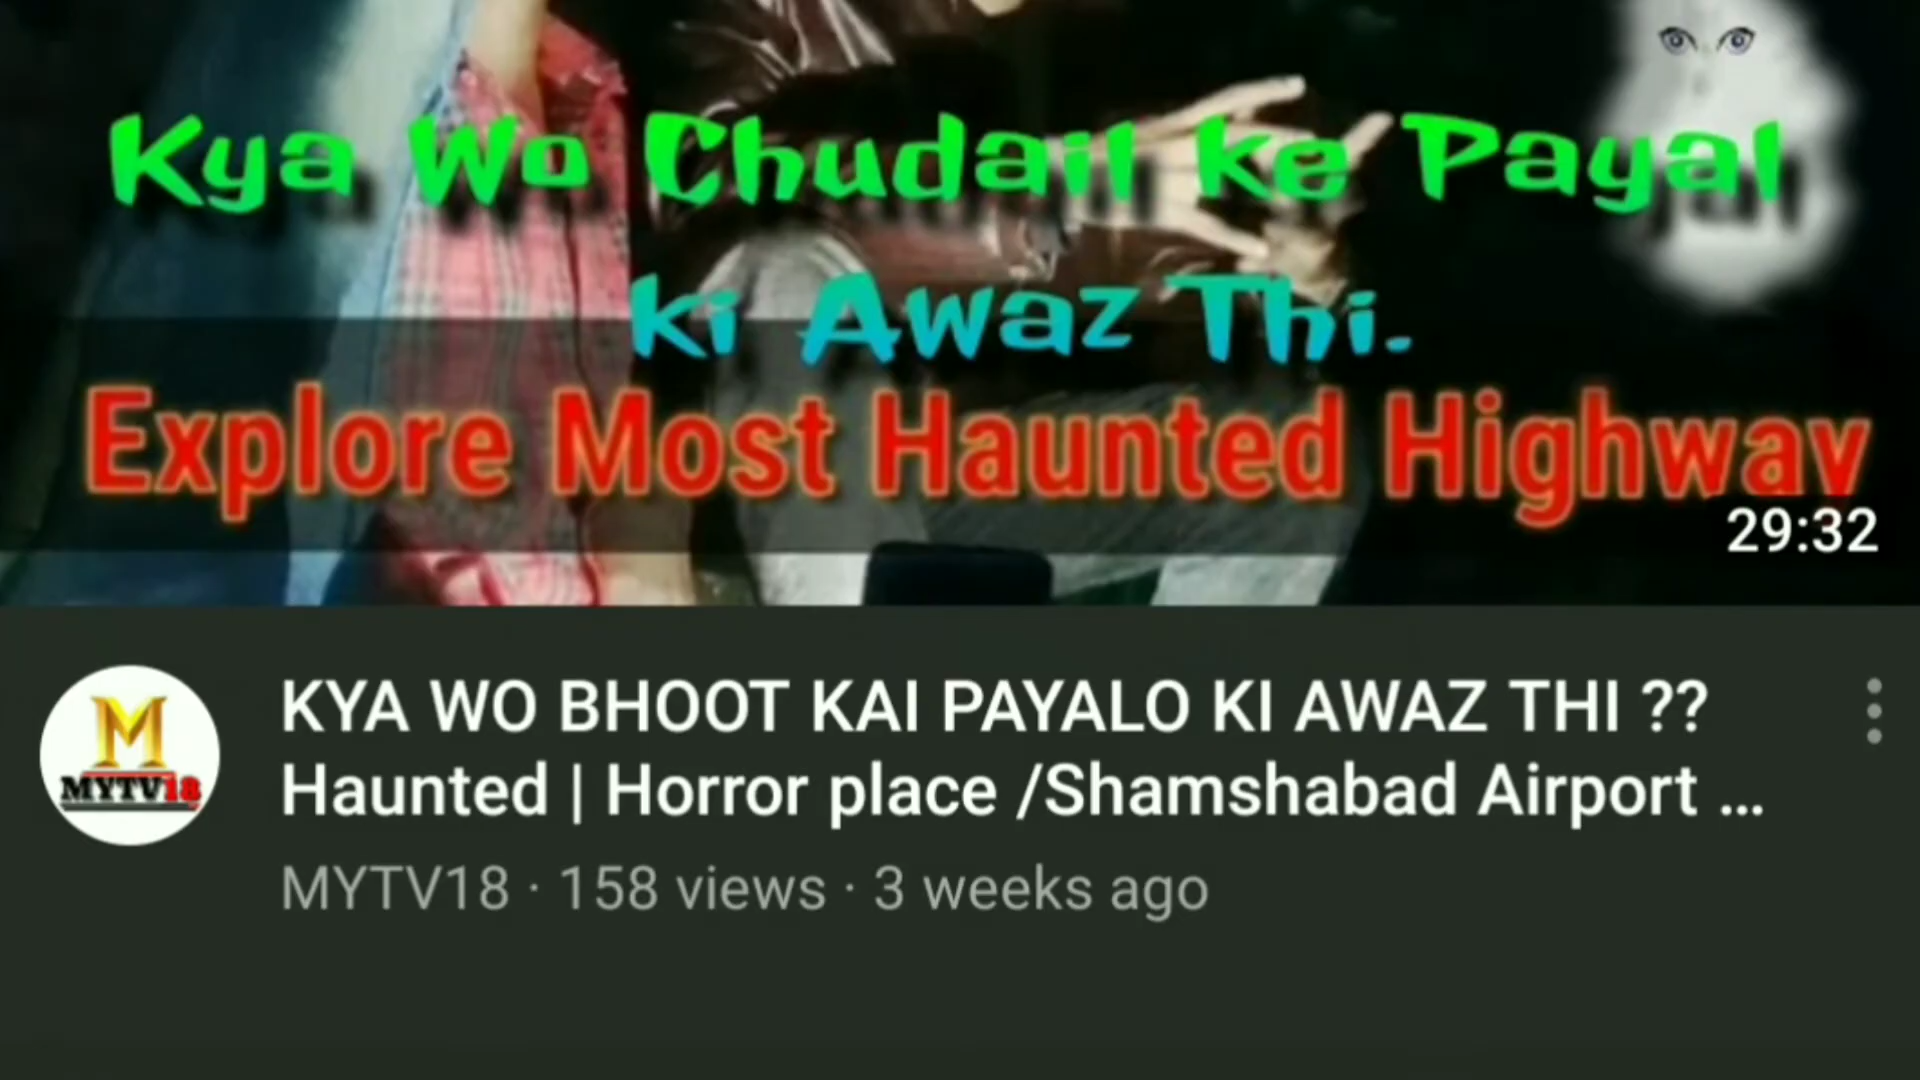 Kya Wo Chudail ke Payal
ki Awaz Thi.
Explore Most Haunted Highway
29:32
M
MYTV18
KYA WO BHOOT KAI PAYALO KI AWAZ THI ??
Haunted | Horror place /Shamshabad Airport ...
MYTV18 · 158 views · 3 weeks ago